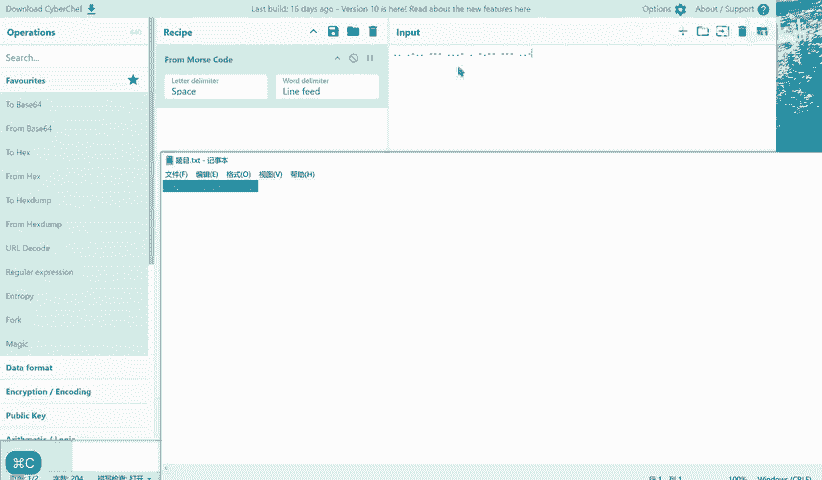 Download CyberChef
Last build: 16 days ago - Version 10 is here! Read about the new features here
Options
About / Support
Operations
640
Recipe
Input
Search...
From Morse Code
Favourites
Letter delimiter
Space
Word delimiter
Line feed
To Base64
From Base64
To Hex
From Hex
To Hexdump
From Hexdump
URL Decode
Regular expression
Entropy
Fork
Magic
Data format
Encryption / Encoding
Public Key
Arithmetic / Logic
题目.txt - 记事本
文件(F) 编辑(E) 格式(O) 视图(V) 帮助(H)
⌘C
100%
Windows (CRLF)